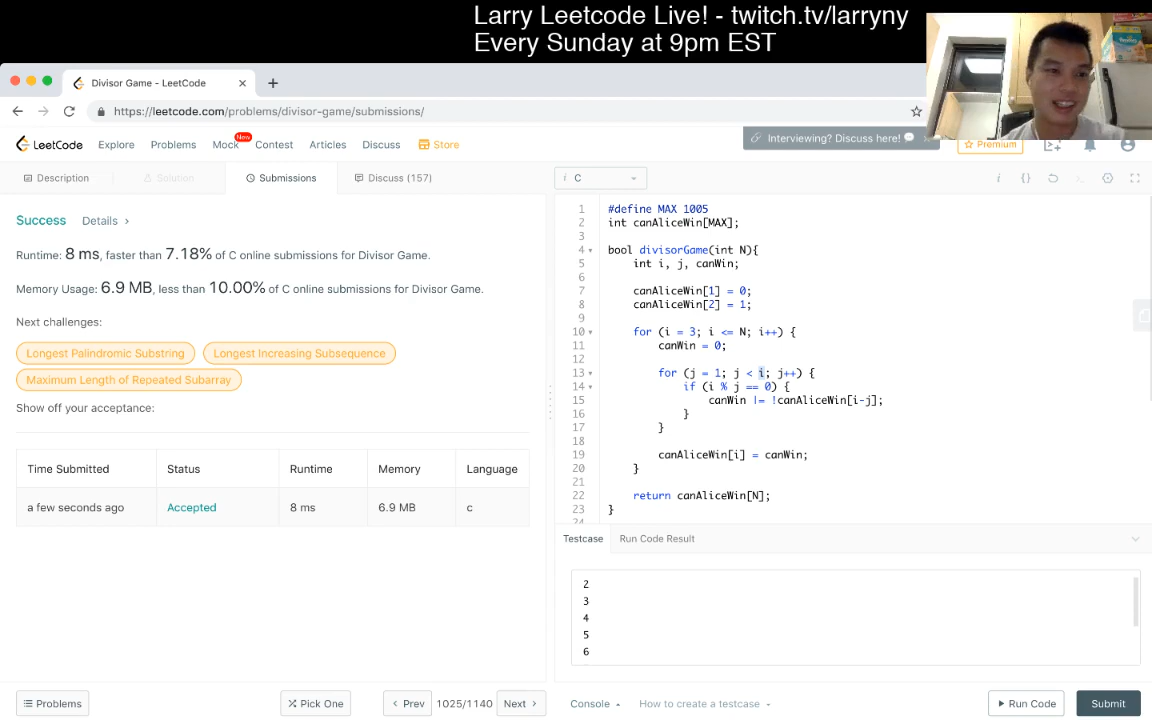 Larry Leetcode Live! - twitch.tv/larryny
Every Sunday at 9pm EST
Divisor Game - LeetCode
https://leetcode.com/problems/divisor-game/submissions/
LeetCode
Explore
Problems
Mock
New
Contest
Articles
Discuss
Store
Interviewing? Discuss here!
Premium
Description
Solution
Submissions
Discuss (157)
i C
Success
Details >
Runtime: 8 ms, faster than 7.18% of C online submissions for Divisor Game.
Memory Usage: 6.9 MB, less than 10.00% of C online submissions for Divisor Game.
Next challenges:
Longest Palindromic Substring
Longest Increasing Subsequence
Maximum Length of Repeated Subarray
Show off your acceptance:
Time Submitted Status Runtime Memory Language
a few seconds ago Accepted 8 ms 6.9 MB c
1 #define MAX 1005
2 int canAliceWin[MAX];
3
4 bool divisorGame(int N){
5 int i, j, canWin;
6
7 canAliceWin[1] = 0;
8 canAliceWin[2] = 1;
9
10 for (i = 3; i <= N; i++) {
11 canWin = 0;
12
13 for (j = 1; j < i; j++) {
14 if (i % j == 0) {
15 canWin |= !canAliceWin[i-j];
16 }
17 }
18
19 canAliceWin[i] = canWin;
20 }
21
22 return canAliceWin[N];
23 }
24
Testcase
Run Code Result
2
3
4
5
6
Problems
Pick One
< Prev
1025/1140
Next >
Console
How to create a testcase
Run Code
Submit